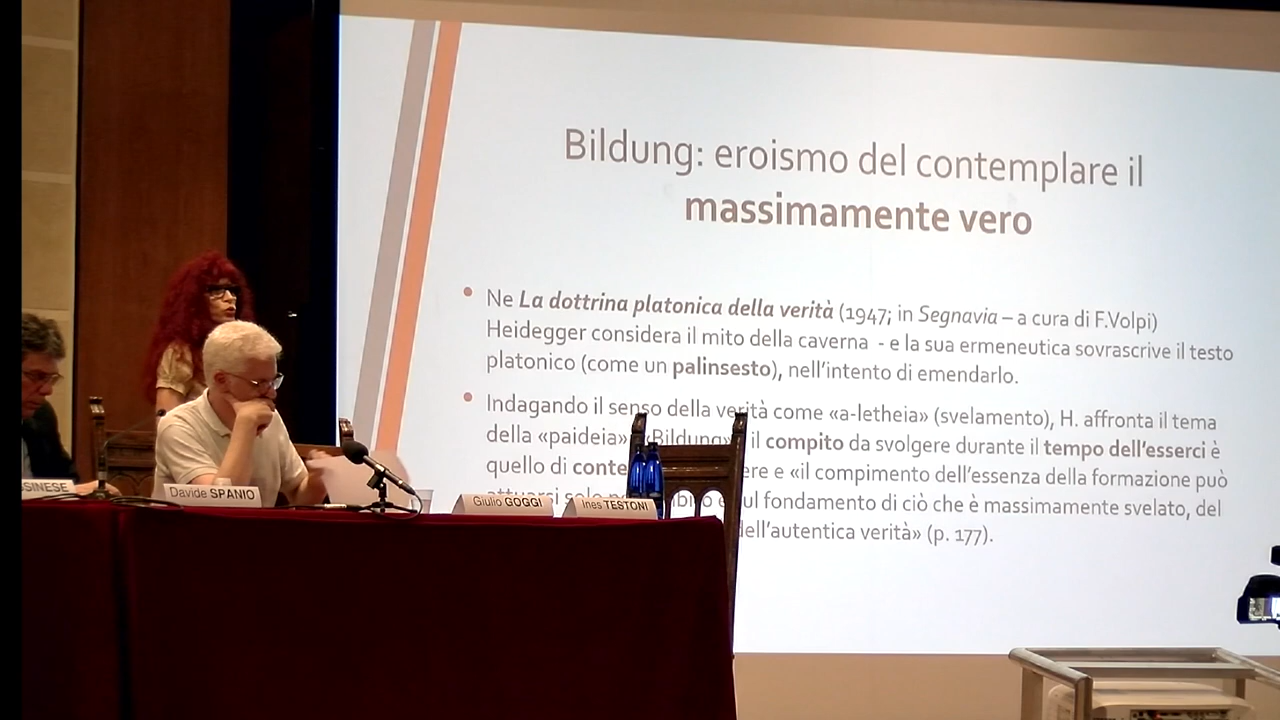 Bildung: eroismo del contemplare il
massimamente vero
Ne La dottrina platonica della verità (1947; in Segnavia – a cura di F.Volpi)
Heidegger considera il mito della caverna - e la sua ermeneutica sovrascrive il testo
platonico (come un palinsesto), nell'intento di emendarlo.
Indagando il senso della verità come «a-letheia» (svelamento), H. affronta il tema
della «paideia» «Bildung» il compito da svolgere durante il tempo dell'esserci è
quello di e «il compimento dell'essenza della formazione può
attuarsi solo sul fondamento di ciò che è massimamente svelato, del
dell'autentica verità» (p. 177).
Davide SPANIO
Giulio GOGGI
Ines TESTONI